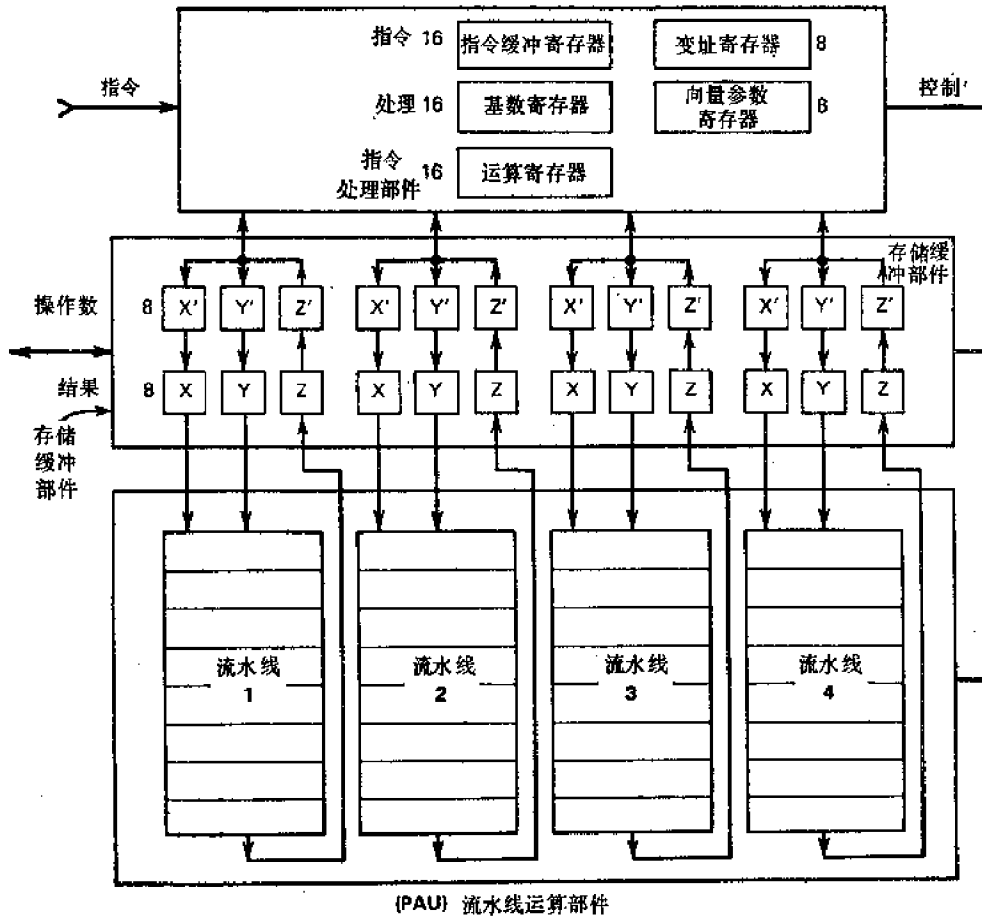 指令 16 指令缓冲寄存器 变址寄存器 8
指令
控制'
处理 16 基数寄存器 向量参数
寄存器 6
指令
处理部件 16 运算寄存器
存储缓
冲部件
操作数 8 X' Y' Z' X' Y' Z' X' Y' Z' X' Y' Z'
结果 8 X Y Z X Y Z X Y Z X Y Z
存储
缓冲
部件
流水线
1
流水线
2
流水线
3
流水线
4
(PAU) 流水线运算部件